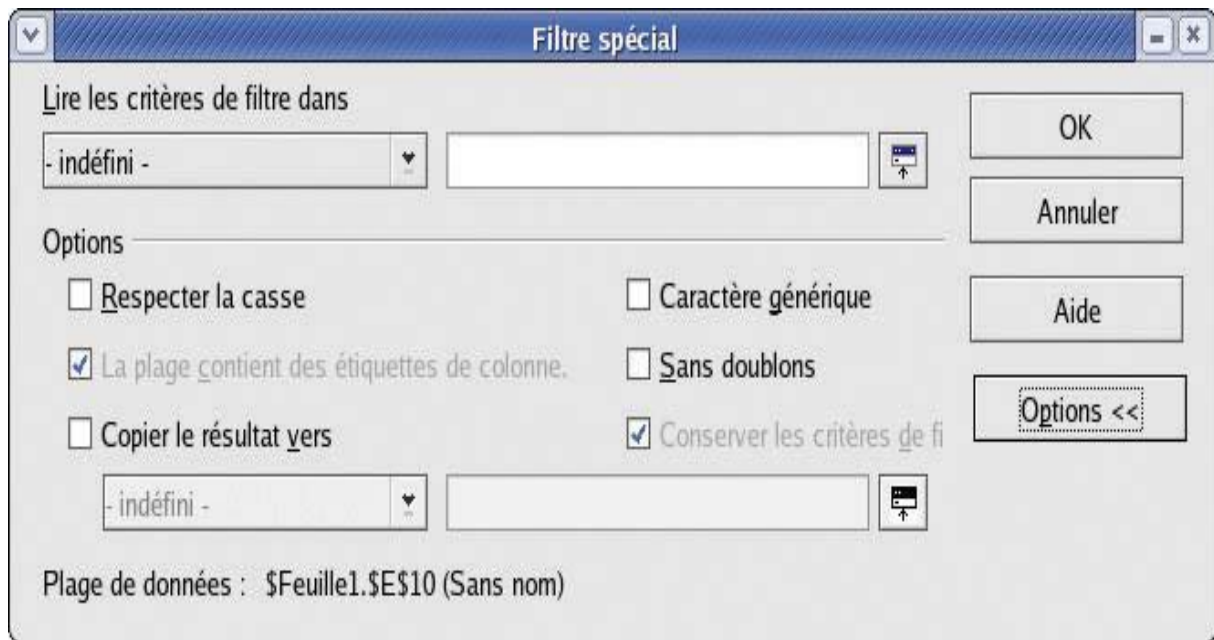 Filtre spécial
Lire les critères de filtre dans
- indéfini -
OK
Annuler
Options
Respecter la casse
Caractère générique
Aide
La plage contient des étiquettes de colonne.
Sans doublons
Options <<
Copier le résultat vers
Conserver les critères de fi
- indéfini -
Plage de données : $Feuille1.$E$10 (Sans nom)